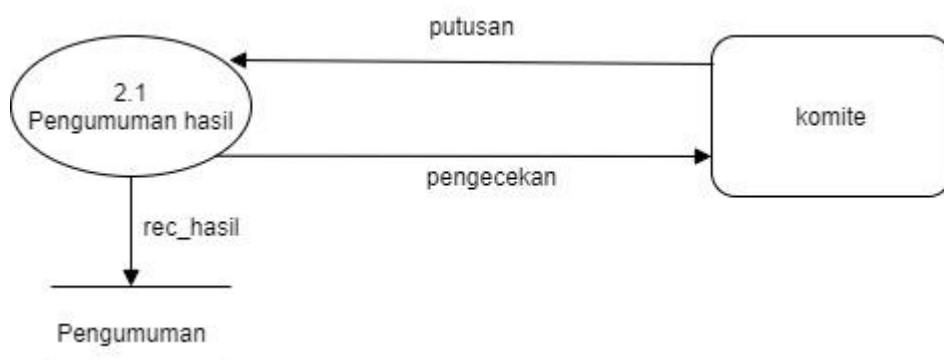 putusan
2.1
Pengumuman hasil
komite
pengecekan
rec_hasil
Pengumuman